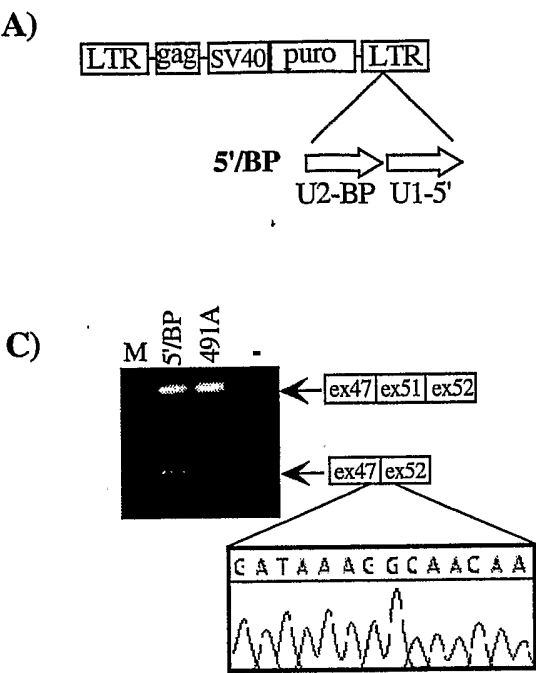 A)
LTR gag SV40 puro LTR
5'/BP
U2-BP U1-5'
C)
M 5'/BP 491A -
ex47 ex51 ex52
ex47 ex52
GATAAAGGCAACAA